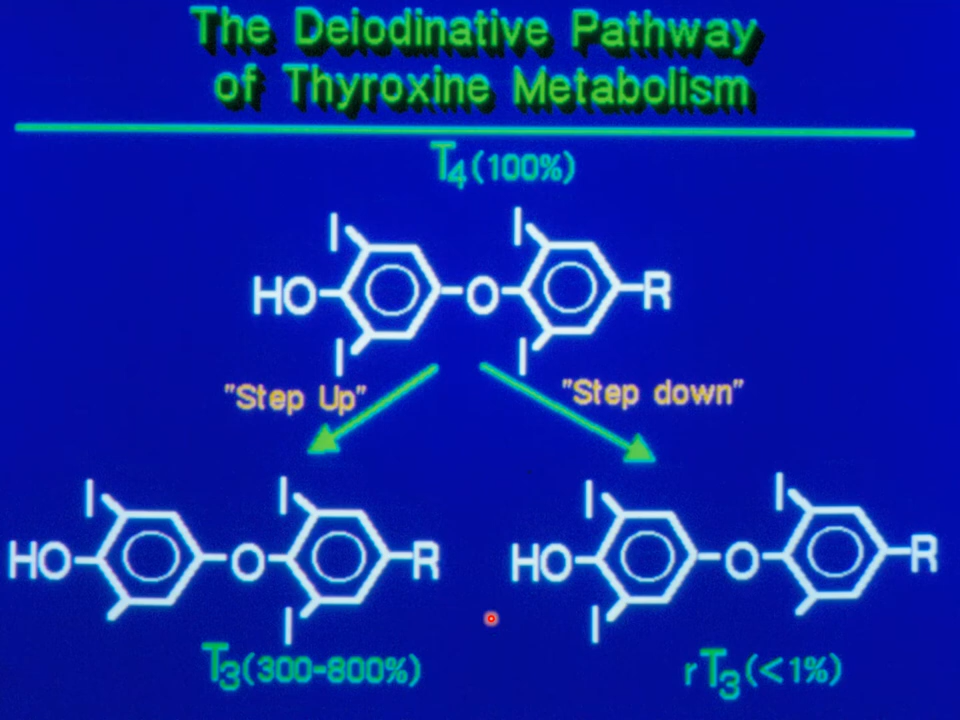 The Deiodinative Pathway
of Thyroxine Metabolism
T4 (100%)
I I
HO O R
I I
"Step Up" "Step down"
I I I I
HO O R HO O R
I I
T3 (300-800%) rT3 (<1%)